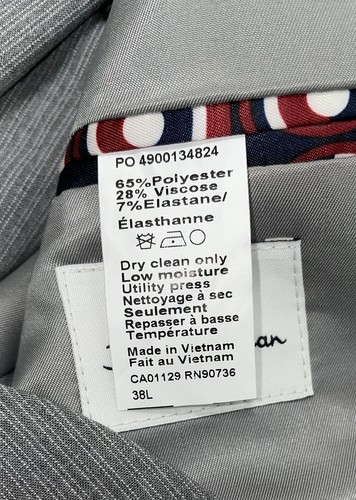 PO 4900134824
65%Polyester
28% Viscose
7%Elastane/
Élasthanne
Dry clean only
Low moisture
Utility press
Nettoyage à sec
Seulement
Repasser à basse
Température
Made in Vietnam
Fait au Vietnam
CA01129 RN90736
38L